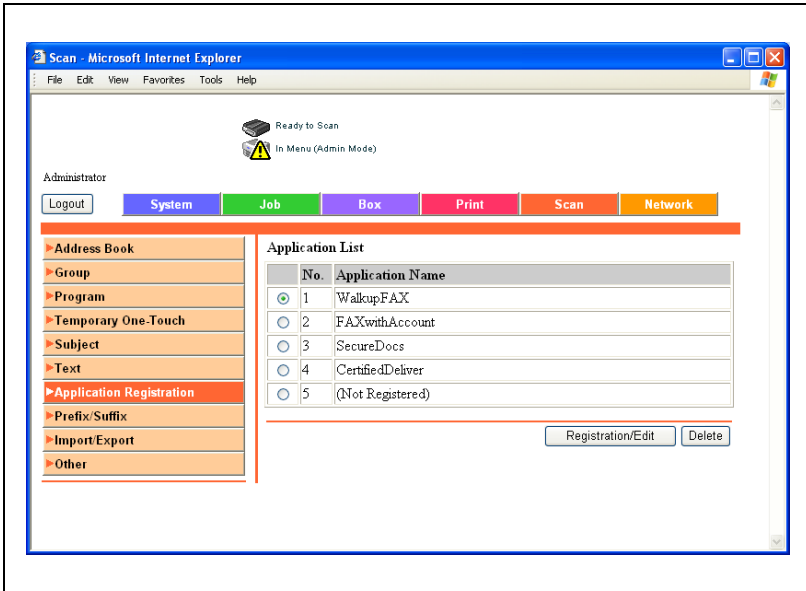 Scan - Microsoft Internet Explorer
File Edit View Favorites Tools Help
Ready to Scan
In Menu (Admin Mode)
Administrator
Logout System Job Box Print Scan Network
Address Book
Group
Program
Temporary One-Touch
Subject
Text
Application Registration
Prefix/Suffix
Import/Export
Other
Application List
No. Application Name
1 WalkupFAX
2 FAXwithAccount
3 SecureDocs
4 CertifiedDeliver
5 (Not Registered)
Registration/Edit Delete